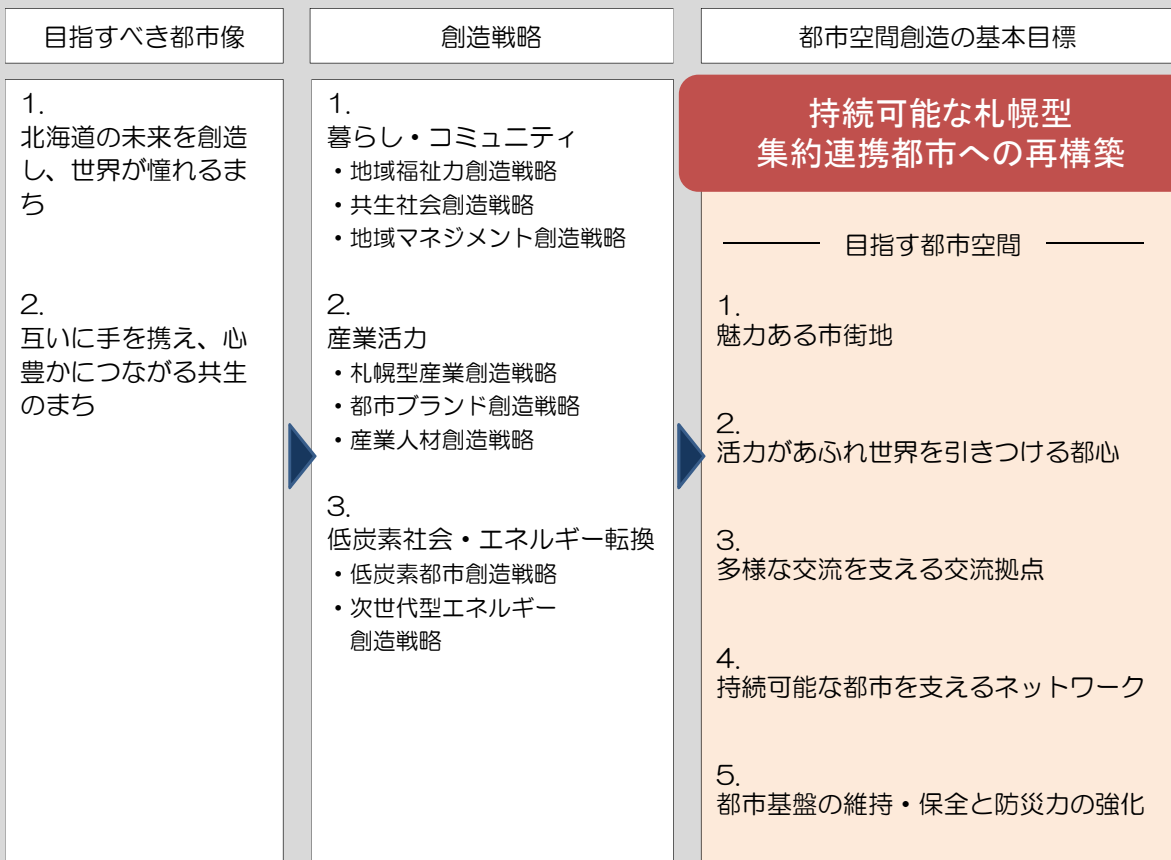 目指すべき都市像
1.
北海道の未来を創造
し、世界が憧れるま
ち
2.
互いに手を携え、心
豊かにつながる共生
のまち
創造戦略
1.
暮らし・コミュニティ
・地域福祉力創造戦略
・共生社会創造戦略
・地域マネジメント創造戦略
2.
産業活力
・札幌型産業創造戦略
・都市ブランド創造戦略
・産業人材創造戦略
3.
低炭素社会・エネルギー転換
・低炭素都市創造戦略
・次世代型エネルギー
創造戦略
都市空間創造の基本目標
持続可能な札幌型
集約連携都市への再構築
目指す都市空間
1.
魅力ある市街地
2.
活力があふれ世界を引きつける都心
3.
多様な交流を支える交流拠点
4.
持続可能な都市を支えるネットワーク
5.
都市基盤の維持・保全と防災力の強化